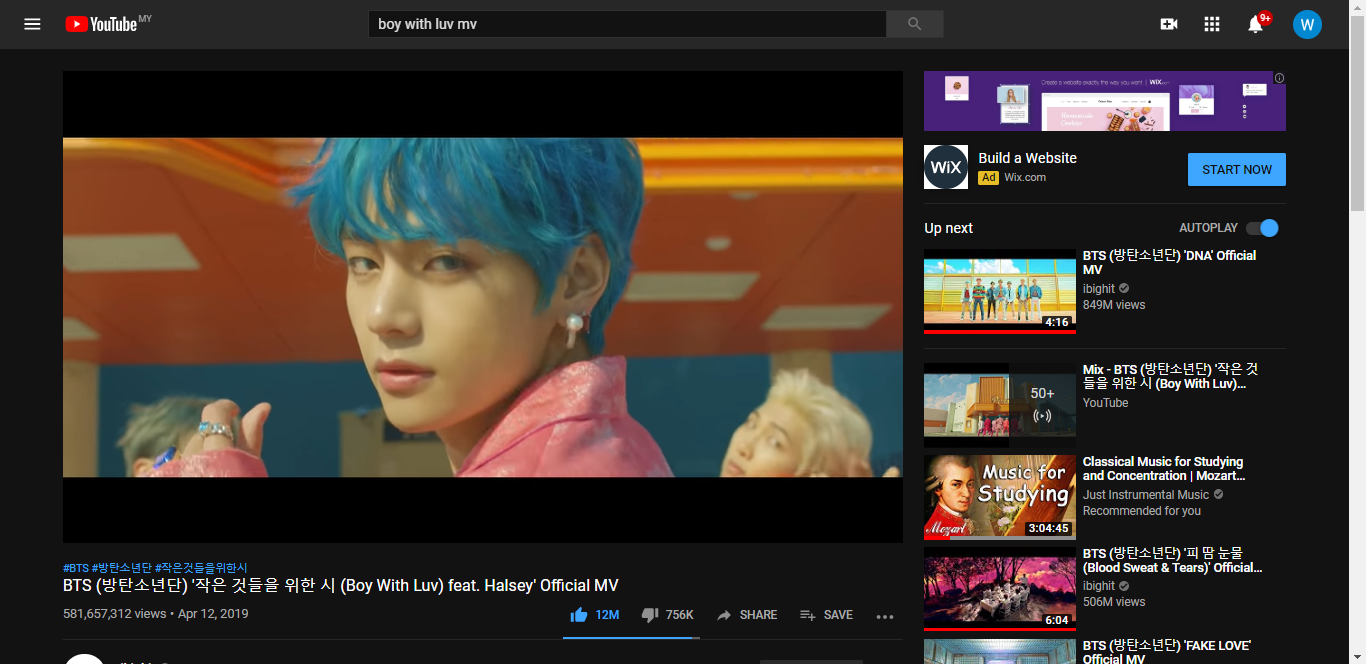 YouTube MY
boy with luv mv
9+
W
Create a website exactly the way you want | WiX.com
WiX
Build a Website
Ad Wix.com
START NOW
Up next
AUTOPLAY
BTS (방탄소년단) 'DNA' Official
MV
ibighit
849M views
4:16
50+
Mix - BTS (방탄소년단) '작은 것
들을 위한 시 (Boy With Luv)...
YouTube
Music for
Studying
Mozart
3:04:45
Classical Music for Studying
and Concentration | Mozart...
Just Instrumental Music
Recommended for you
6:04
BTS (방탄소년단) '피 땀 눈물
(Blood Sweat & Tears)' Official...
ibighit
506M views
BTS (방탄소년단) 'FAKE LOVE'
Official MV
#BTS #방탄소년단 #작은것들을위한시
BTS (방탄소년단) '작은 것들을 위한 시 (Boy With Luv) feat. Halsey' Official MV
581,657,312 views • Apr 12, 2019
12M
756K
SHARE
SAVE